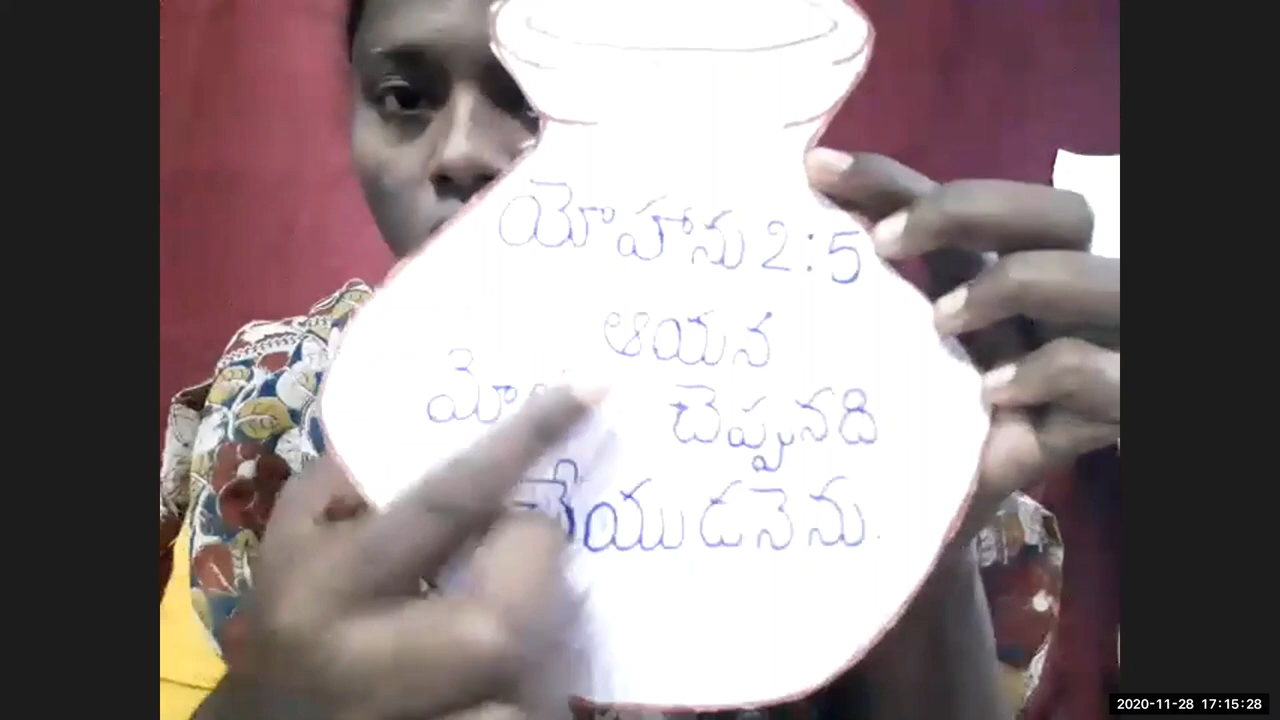 యోహాను 2:5
ఆయన
చెప్పునది
చేయుడనెను.
2020-11-28 17:15:28